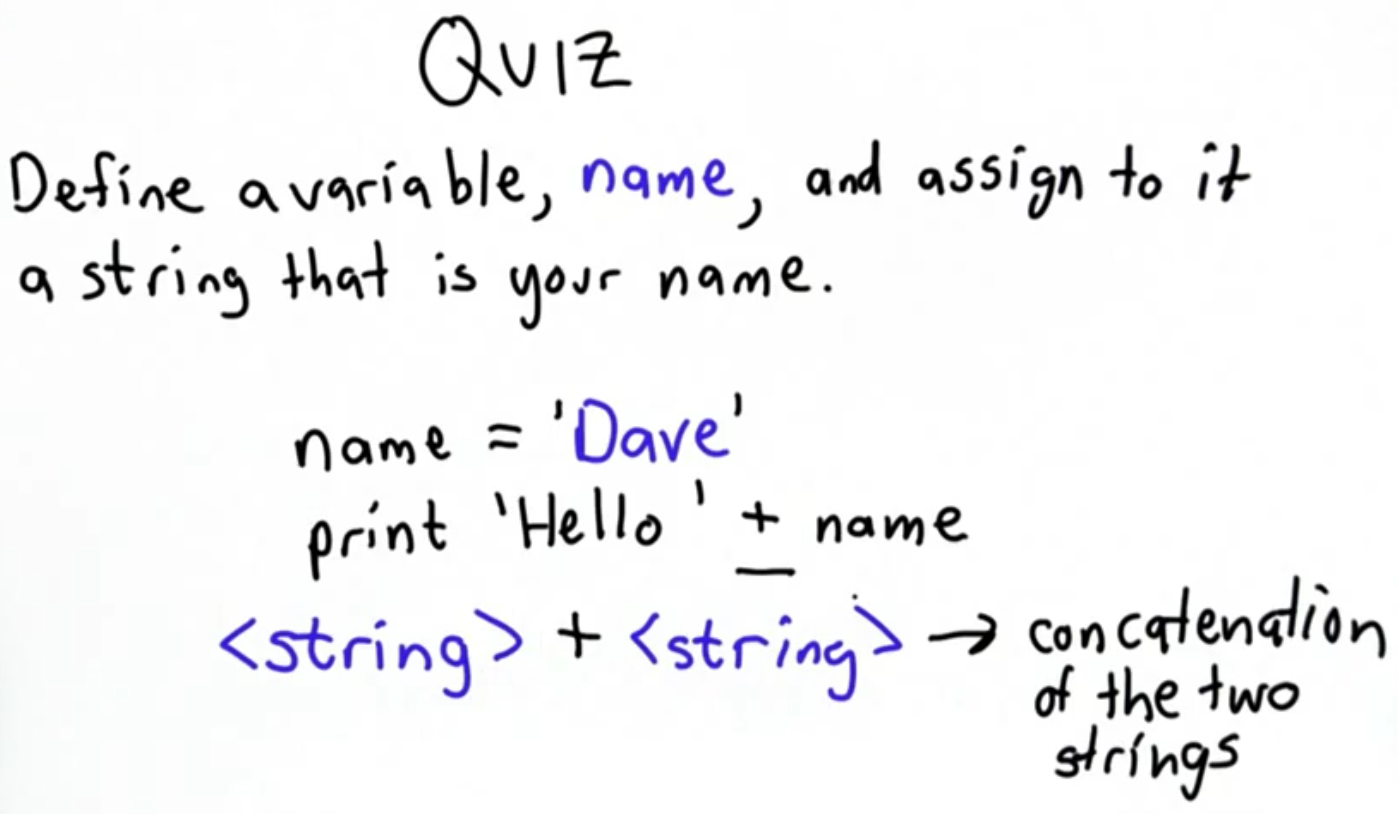 QUIZ
Define a variable, name, and assign to it
a string that is your name.
name = 'Dave'
print 'Hello ' + name
<string> + <string> → concatenation
of the two
strings